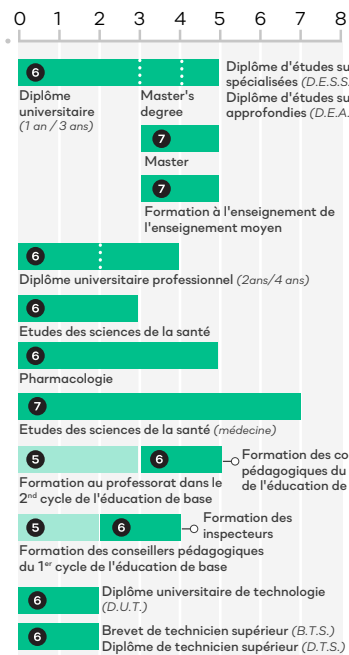 0 1 2 3 4 5 6 7 8
6
Diplôme d'études
spécialisées (D.E.S.S.
Diplôme d'études
approfondies (D.E.A.
Diplôme
universitaire
(1 an / 3 ans)
Master's
degree
7
Master
7
Formation à l'enseignement de
l'enseignement moyen
6
Diplôme universitaire professionnel (2ans/4 ans)
6
Etudes des sciences de la santé
6
Pharmacologie
7
Etudes des sciences de la santé (médecine)
5 6
Formation des
pédagogiques du
de l'éducation de
Formation au professorat dans le
2nd cycle de l'éducation de base
5 6
Formation des
inspecteurs
Formation des conseillers pédagogiques
du 1er cycle de l'éducation de base
6
Diplôme universitaire de technologie
(D.U.T.)
6
Brevet de technicien supérieur (B.T.S.)
Diplôme de technicien supérieur (D.T.S.)